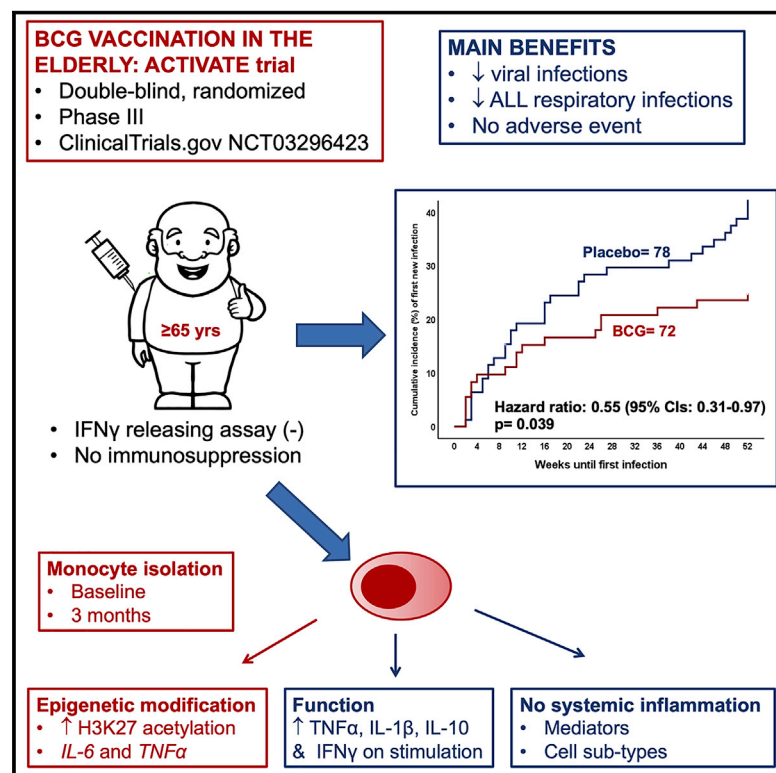 BCG VACCINATION IN THE
ELDERLY: ACTIVATE trial
• Double-blind, randomized
• Phase III
• ClinicalTrials.gov NCT03296423
MAIN BENEFITS
• ↓ viral infections
• ↓ ALL respiratory infections
• No adverse event
≥65 yrs
• IFNγ releasing assay (-)
• No immunosuppression
Cumulative incidence (%) of first new infection
40
30
20
10
0
Placebo= 78
BCG= 72
Hazard ratio: 0.55 (95% CIs: 0.31-0.97)
p= 0.039
0 4 8 12 16 20 24 28 32 36 40 44 48 52
Weeks until first infection
Monocyte isolation
• Baseline
• 3 months
Epigenetic modification
• ↑ H3K27 acetylation
• IL-6 and TNFα
Function
↑ TNFα, IL-1β, IL-10
& IFNγ on stimulation
No systemic inflammation
• Mediators
• Cell sub-types